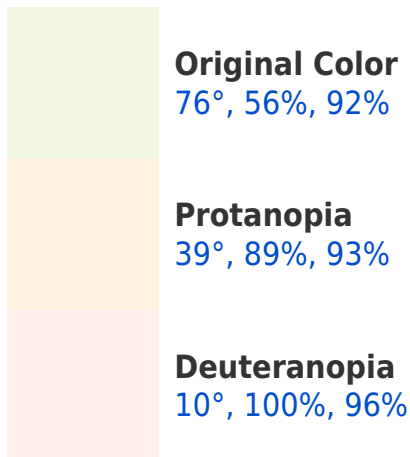 Original Color
76°, 56%, 92%
Protanopia
39°, 89%, 93%
Deuteranopia
10°, 100%, 96%